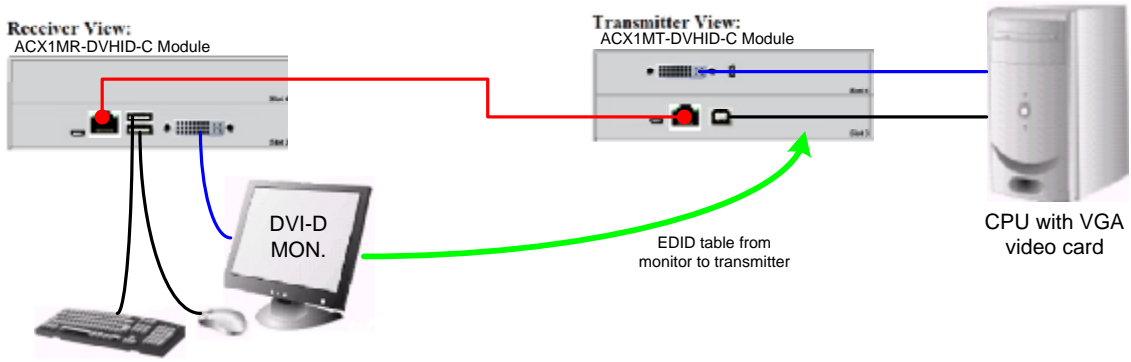 Receiver View:
ACX1MR-DVHID-C Module
Transmitter View:
ACX1MT-DVHID-C Module
DVI-D
MON.
EDID table from
monitor to transmitter
CPU with VGA
video card